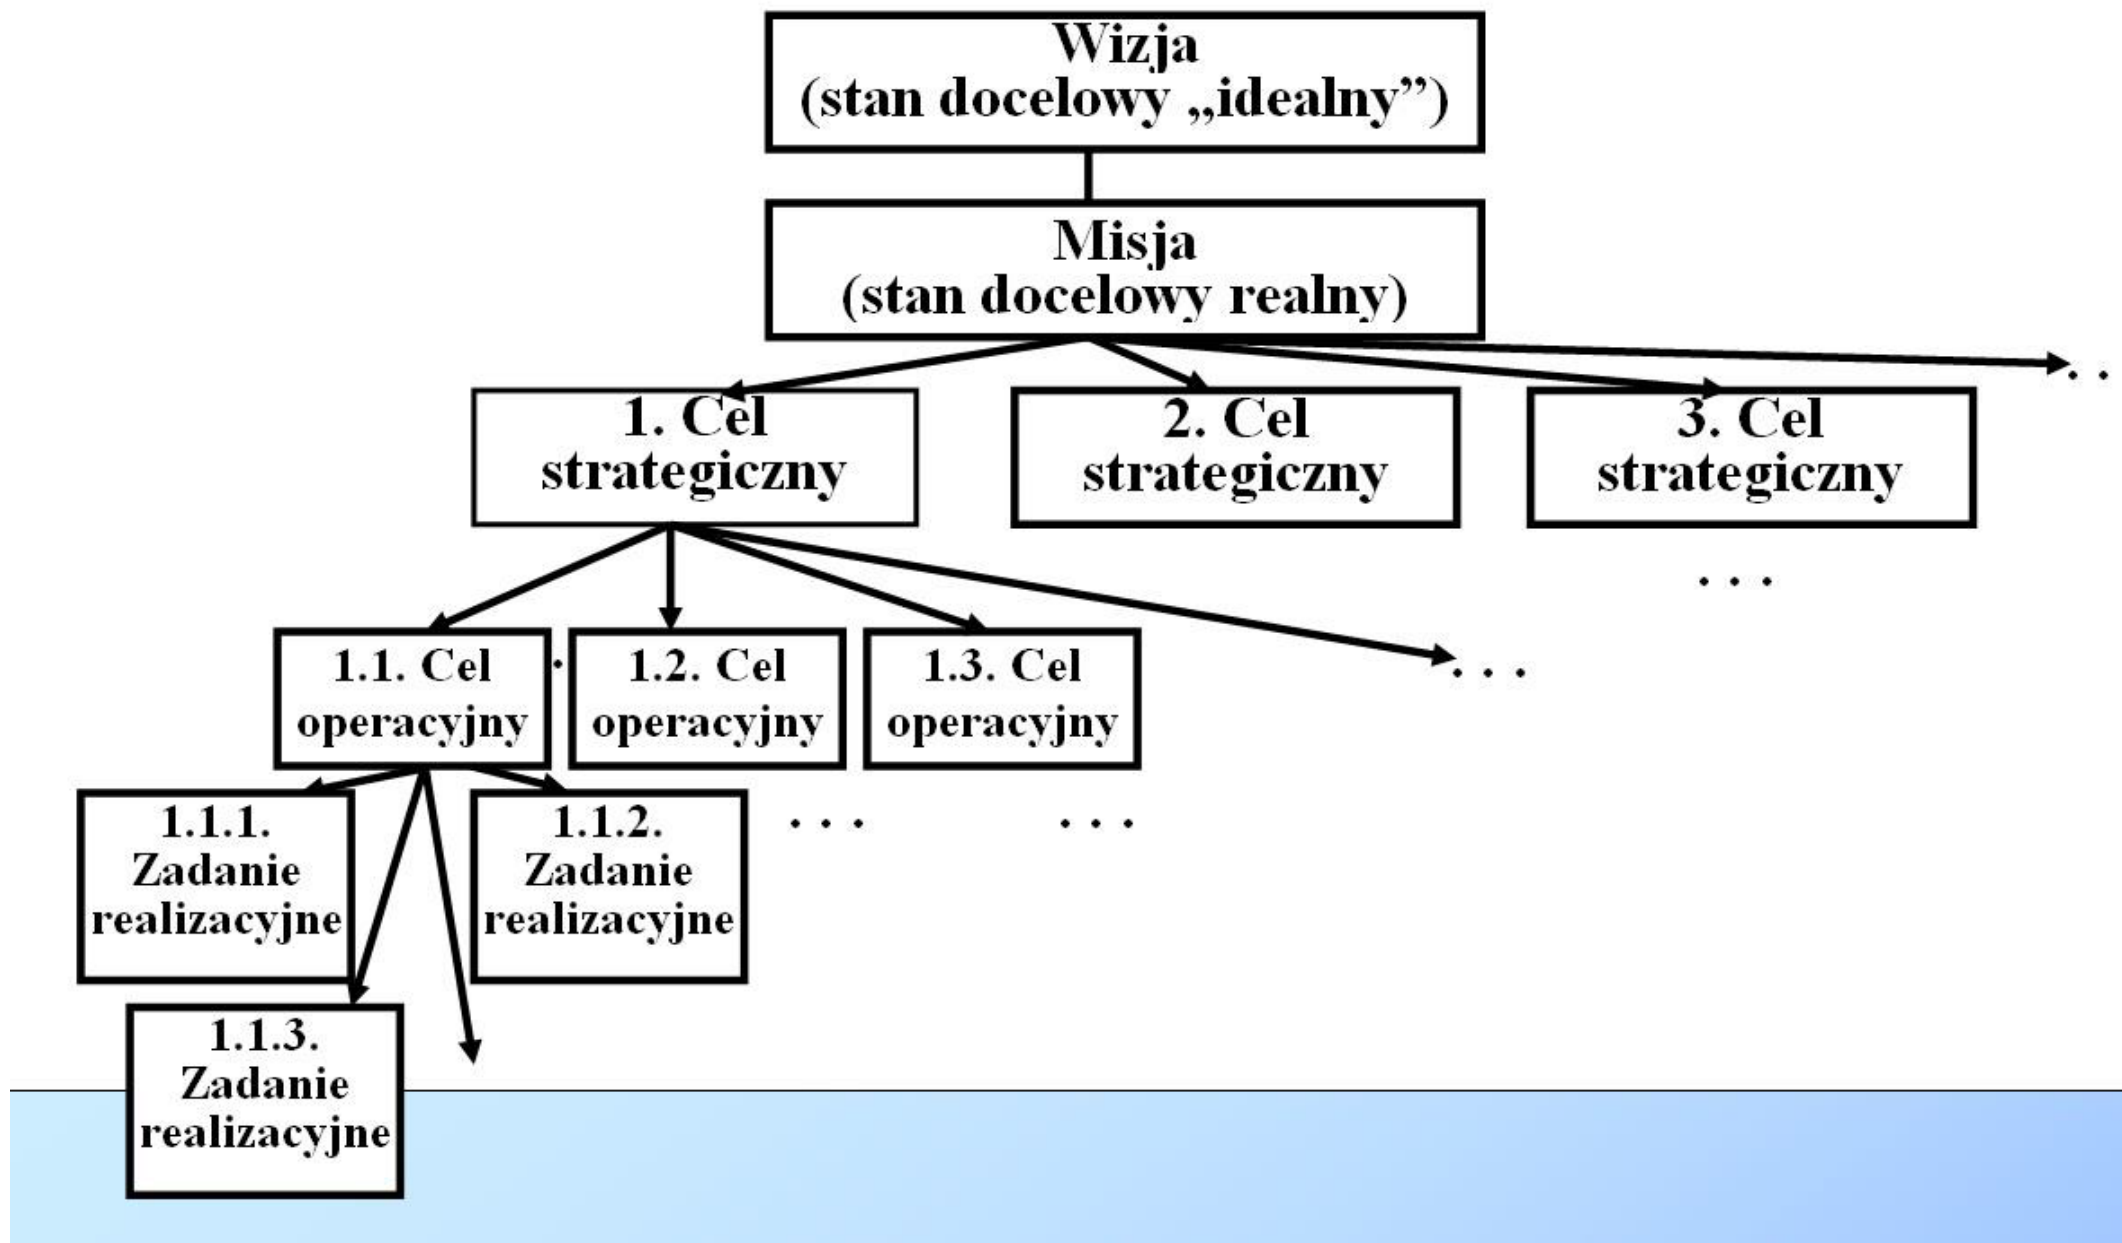 Wizja
(stan docelowy „idealny”)
Misja
(stan docelowy realny)
. .
1. Cel
strategiczny
2. Cel
strategiczny
3. Cel
strategiczny
. . .
1.1. Cel
operacyjny
.
1.2. Cel
operacyjny
1.3. Cel
operacyjny
. . .
1.1.1.
Zadanie
realizacyjne
1.1.2.
Zadanie
realizacyjne
. . .
. . .
1.1.3.
Zadanie
realizacyjne